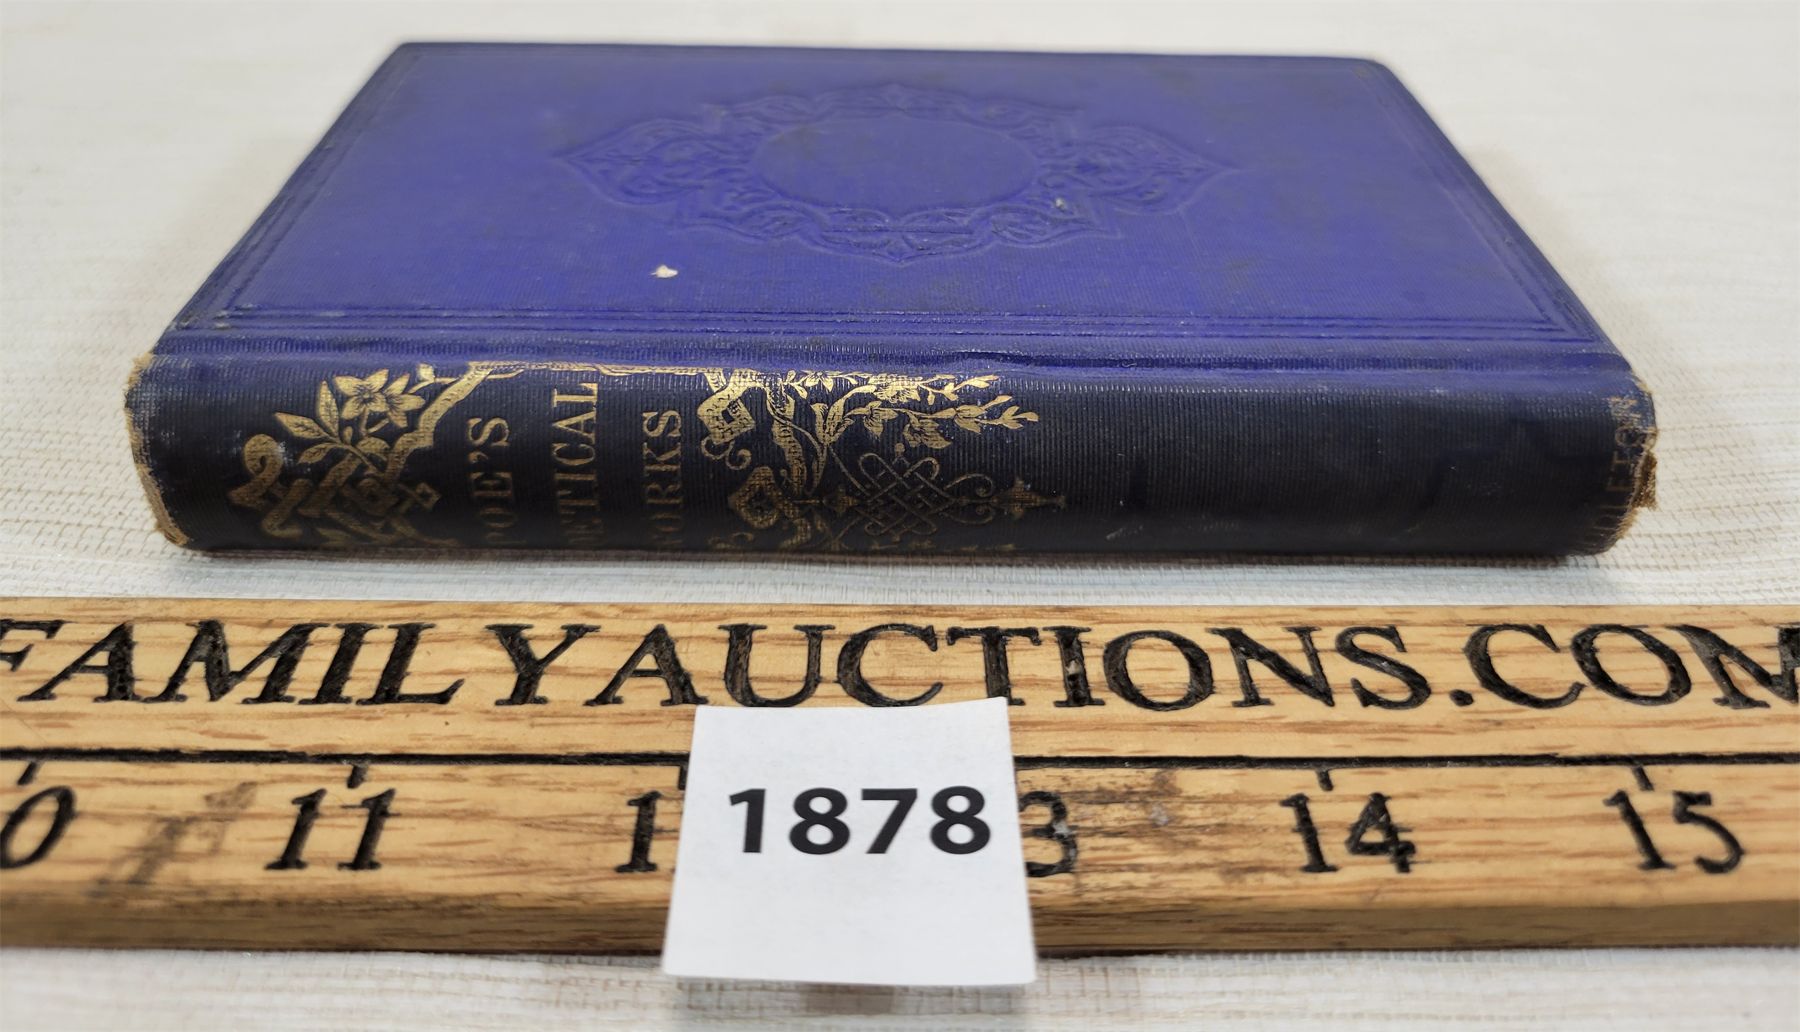 POE'S
POETICAL
WORKS
FAMILYAUCTIONS.COM
11
14 15
1878